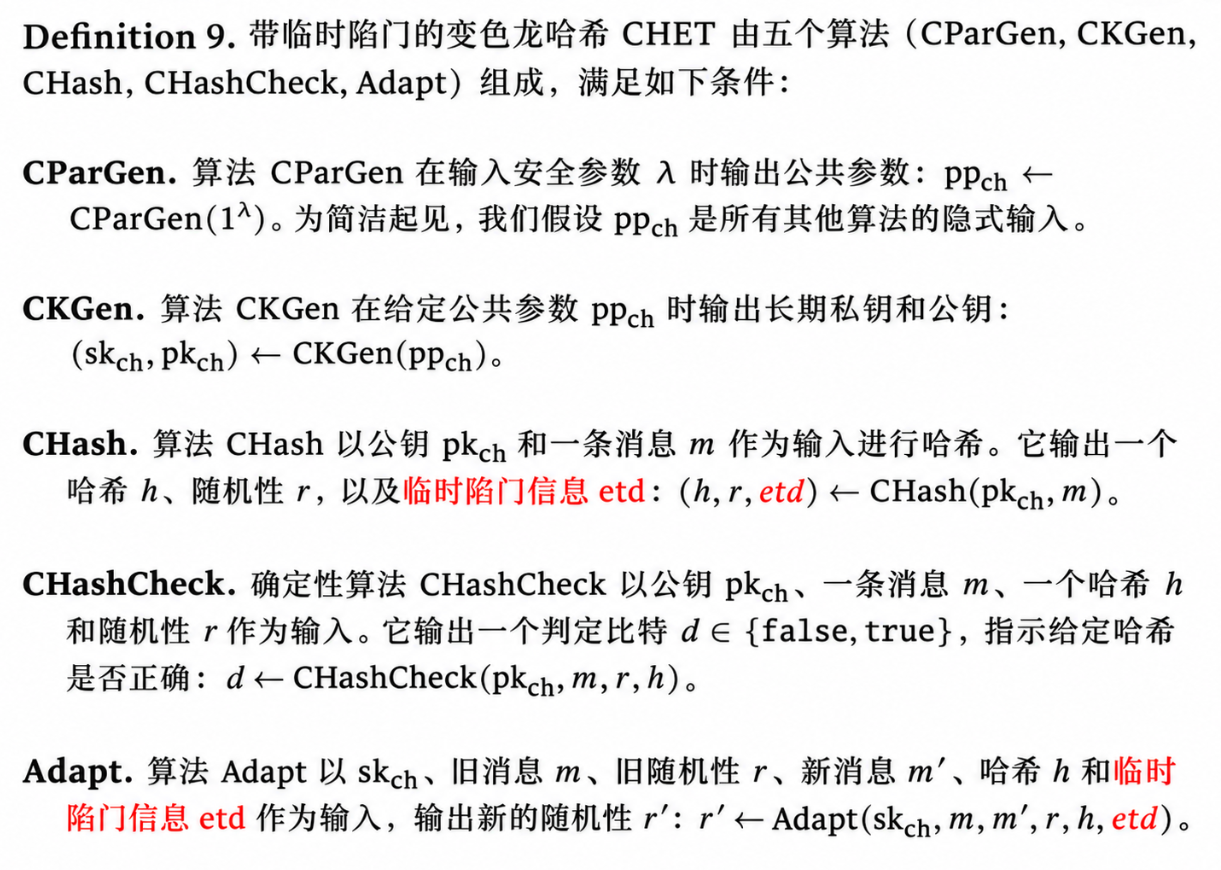 Definition 9. 带临时陷门的变色龙哈希 CHET 由五个算法（CParGen, CKGen,
CHash, CHashCheck, Adapt）组成，满足如下条件：
CParGen. 算法 CParGen 在输入安全参数 λ 时输出公共参数：pp_ch ←
CParGen(1^λ)。为简洁起见，我们假设 pp_ch 是所有其他算法的隐式输入。
CKGen. 算法 CKGen 在给定公共参数 pp_ch 时输出长期私钥和公钥：
(sk_ch, pk_ch) ← CKGen(pp_ch)。
CHash. 算法 CHash 以公钥 pk_ch 和一条消息 m 作为输入进行哈希。它输出一个
哈希 h、随机性 r，以及临时陷门信息 etd：(h, r, etd) ← CHash(pk_ch, m)。
CHashCheck. 确定性算法 CHashCheck 以公钥 pk_ch、一条消息 m、一个哈希 h
和随机性 r 作为输入。它输出一个判定比特 d ∈ {false, true}，指示给定哈希
是否正确：d ← CHashCheck(pk_ch, m, r, h)。
Adapt. 算法 Adapt 以 sk_ch、旧消息 m、旧随机性 r、新消息 m′、哈希 h 和临时
陷门信息 etd 作为输入，输出新的随机性 r′：r′ ← Adapt(sk_ch, m, m′, r, h, etd)。